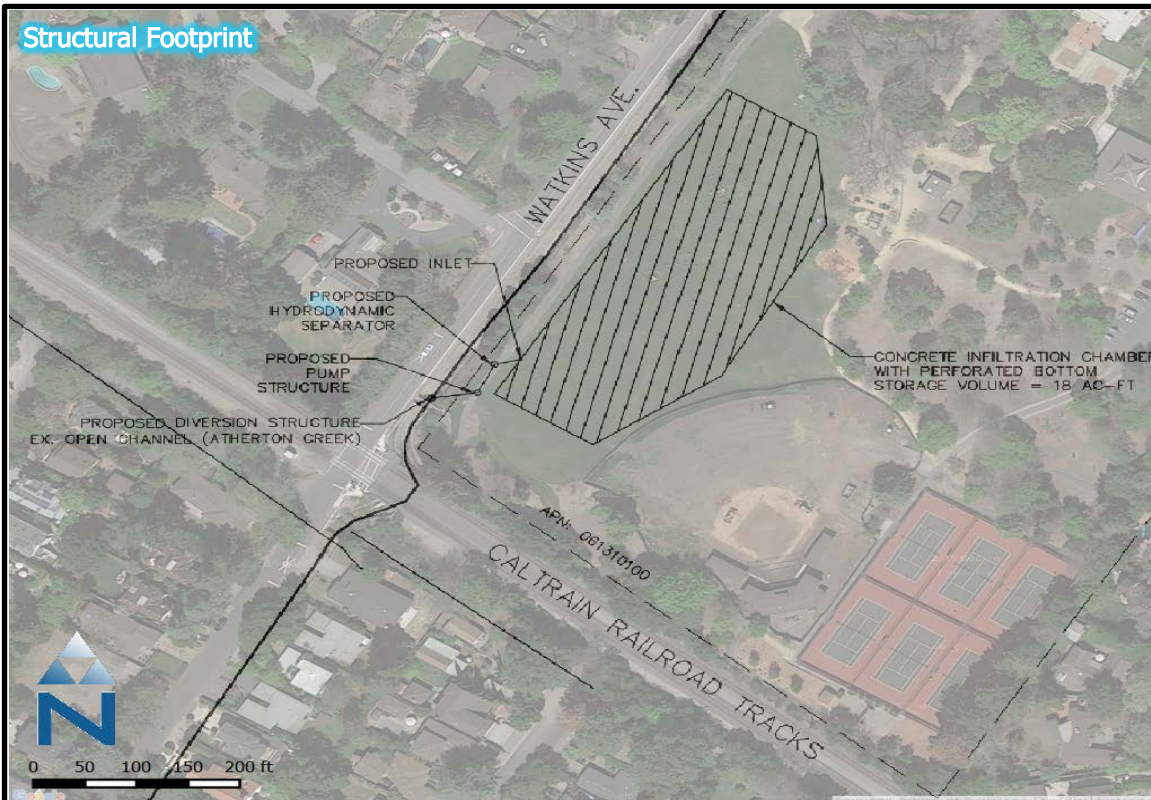 Structural Footprint
WATKINS AVE.
PROPOSED INLET
PROPOSED
HYDRODYNAMIC
SEPARATOR
PROPOSED
PUMP
STRUCTURE
PROPOSED DIVERSION STRUCTURE
EX. OPEN CHANNEL (ATHERTON CREEK)
CONCRETE INFILTRATION CHAMBER
WITH PERFORATED BOTTOM
STORAGE VOLUME = 18 AC-FT
APN: 061310100
CALTRAIN RAILROAD TRACKS
N
0 50 100 150 200 ft